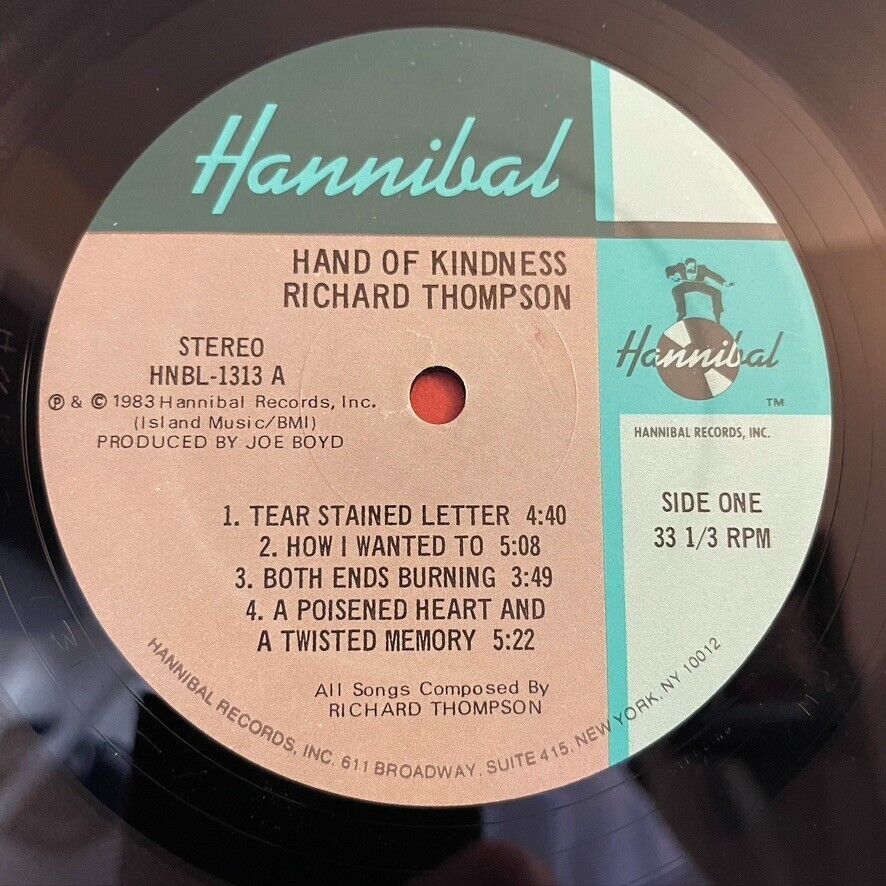 Hannibal
HAND OF KINDNESS
RICHARD THOMPSON
STEREO
HNBL-1313 A
℗ & © 1983 Hannibal Records, Inc.
(Island Music/BMI)
PRODUCED BY JOE BOYD
Hannibal
TM
HANNIBAL RECORDS, INC.
SIDE ONE
33 1/3 RPM
1. TEAR STAINED LETTER 4:40
2. HOW I WANTED TO 5:08
3. BOTH ENDS BURNING 3:49
4. A POISENED HEART AND
A TWISTED MEMORY 5:22
All Songs Composed By
RICHARD THOMPSON
HANNIBAL RECORDS, INC. 611 BROADWAY, SUITE 415, NEW YORK, NY 10012